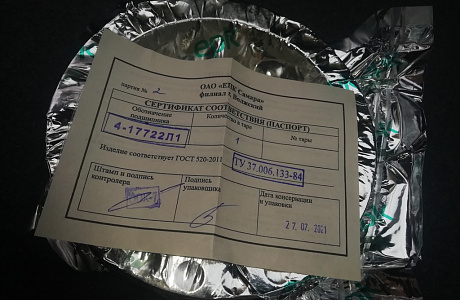 ОАО «ЕПК Самара»
филиал г. Волжский
партия № 2
СЕРТИФИКАТ СООТВЕТСТВИЯ (ПАСПОРТ)
Обозначение подшипника
Количество в таре
№ тары
4-17722Л1
1
Изделие соответствует ГОСТ 520-2011
ТУ 37.006.133-84
Штамп и подпись контролера
Подпись упаковщика
Дата консервации и упаковки
27.07.2021